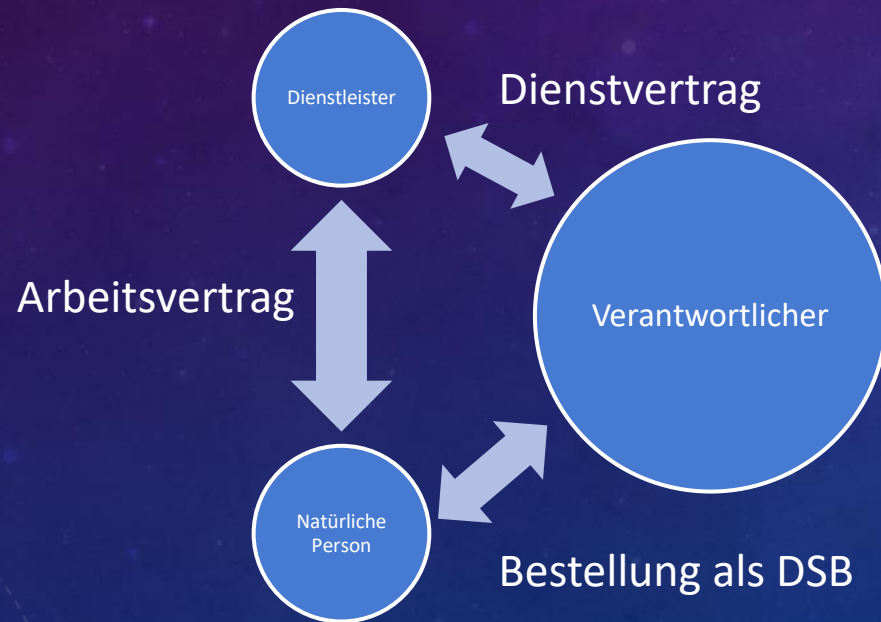 Dienstleister
Dienstvertrag
Arbeitsvertrag
Verantwortlicher
Natürliche
Person
Bestellung als DSB